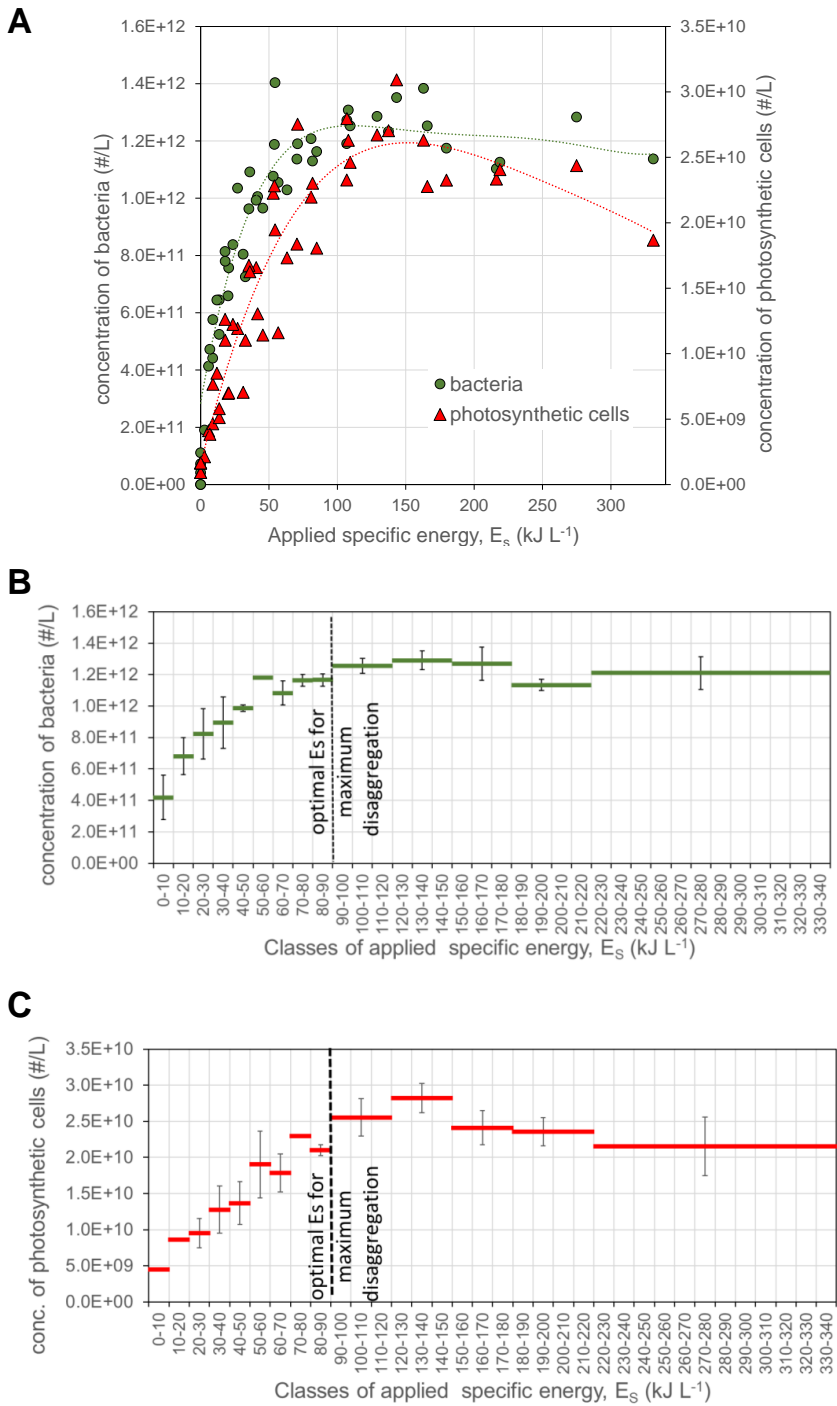 A
concentration of bacteria (#/L)
1.6E+12
1.4E+12
1.2E+12
1.0E+12
8.0E+11
6.0E+11
4.0E+11
2.0E+11
0.0E+00
3.5E+10
3.0E+10
2.5E+10
2.0E+10
1.5E+10
1.0E+10
5.0E+09
0.0E+00
concentration of photosynthetic cells (#/L)
bacteria
photosynthetic cells
0 50 100 150 200 250 300
Applied specific energy, Es (kJ L-1)
B
concentration of bacteria (#/L)
1.6E+12
1.4E+12
1.2E+12
1.0E+12
8.0E+11
6.0E+11
4.0E+11
2.0E+11
0.0E+00
optimal Es for
maximum
disaggregation
0-10 10-20 20-30 30-40 40-50 50-60 60-70 70-80 80-90 90-100 100-110 110-120 120-130 130-140 140-150 150-160 160-170 170-180 180-190 190-200 200-210 210-220 220-230 230-240 240-250 250-260 260-270 270-280 280-290 290-300 300-310 310-320 320-330 330-340
Classes of applied specific energy, ES (kJ L-1)
C
conc. of photosynthetic cells (#/L)
3.5E+10
3.0E+10
2.5E+10
2.0E+10
1.5E+10
1.0E+10
5.0E+09
0.0E+00
optimal Es for
maximum
disaggregation
0-10 10-20 20-30 30-40 40-50 50-60 60-70 70-80 80-90 90-100 100-110 110-120 120-130 130-140 140-150 150-160 160-170 170-180 180-190 190-200 200-210 210-220 220-230 230-240 240-250 250-260 260-270 270-280 280-290 290-300 300-310 310-320 320-330 330-340
Classes of applied specific energy, ES (kJ L-1)